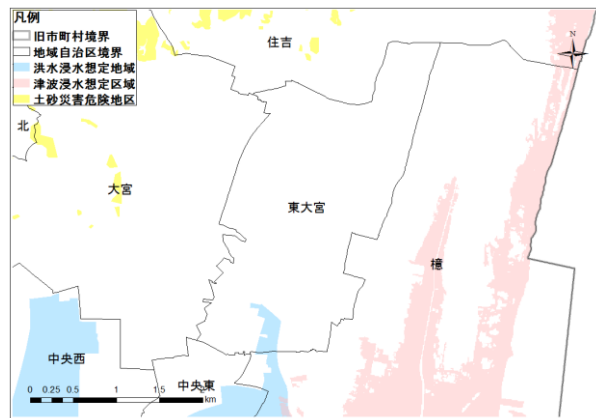 凡例
旧市町村境界
地域自治区境界
洪水浸水想定地域
津波浸水想定区域
土砂災害危険地区
住吉
N
北
大宮
東大宮
檍
中央西
中央東
0 0.25 0.5 1 1.5
km